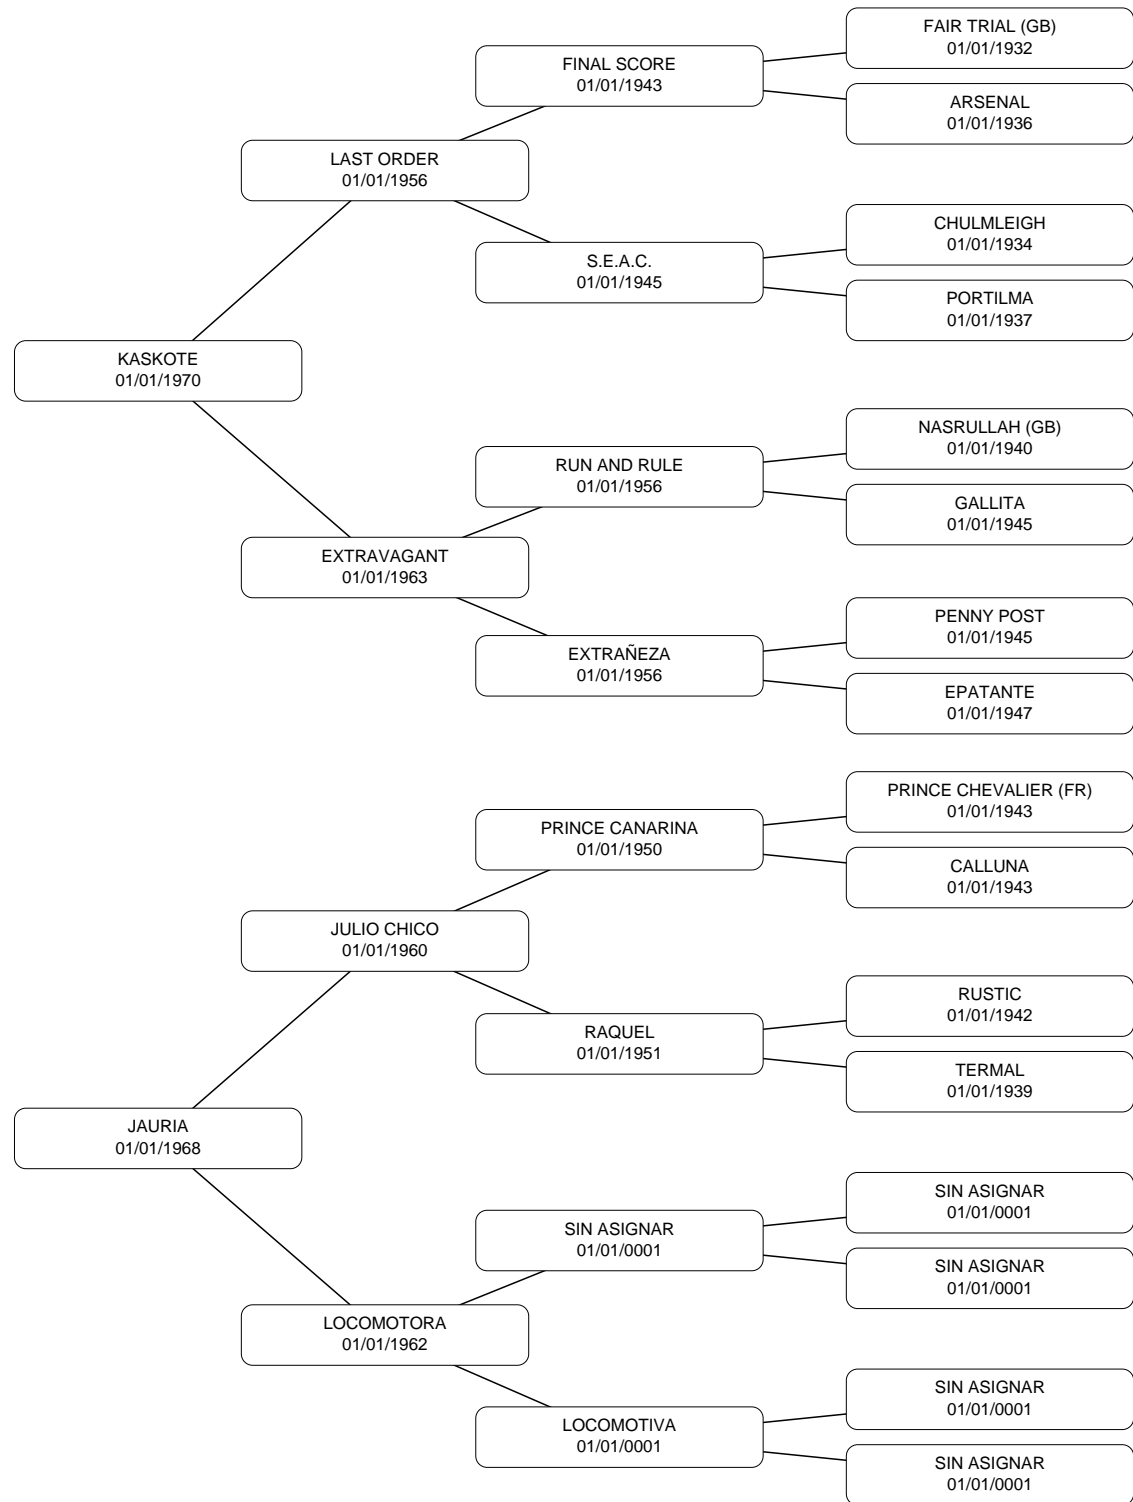 FAIR TRIAL (GB)
01/01/1932
FINAL SCORE
01/01/1943
ARSENAL
01/01/1936
LAST ORDER
01/01/1956
CHULMLEIGH
01/01/1934
S.E.A.C.
01/01/1945
PORTILMA
01/01/1937
KASKOTE
01/01/1970
NASRULLAH (GB)
01/01/1940
RUN AND RULE
01/01/1956
GALLITA
01/01/1945
EXTRAVAGANT
01/01/1963
PENNY POST
01/01/1945
EXTRAÑEZA
01/01/1956
EPATANTE
01/01/1947
PRINCE CHEVALIER (FR)
01/01/1943
PRINCE CANARINA
01/01/1950
CALLUNA
01/01/1943
JULIO CHICO
01/01/1960
RUSTIC
01/01/1942
RAQUEL
01/01/1951
TERMAL
01/01/1939
JAURIA
01/01/1968
SIN ASIGNAR
01/01/0001
SIN ASIGNAR
01/01/0001
SIN ASIGNAR
01/01/0001
LOCOMOTORA
01/01/1962
SIN ASIGNAR
01/01/0001
LOCOMOTIVA
01/01/0001
SIN ASIGNAR
01/01/0001